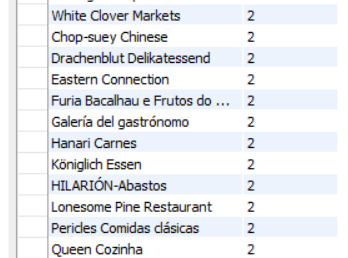 White Clover Markets 2
Chop-suey Chinese 2
Drachenblut Delikatessend 2
Eastern Connection 2
Furia Bacalhau e Frutos do ... 2
Galería del gastrónomo 2
Hanari Carnes 2
Königlich Essen 2
HILARIÓN-Abastos 2
Lonesome Pine Restaurant 2
Pericles Comidas clásicas 2
Queen Cozinha 2